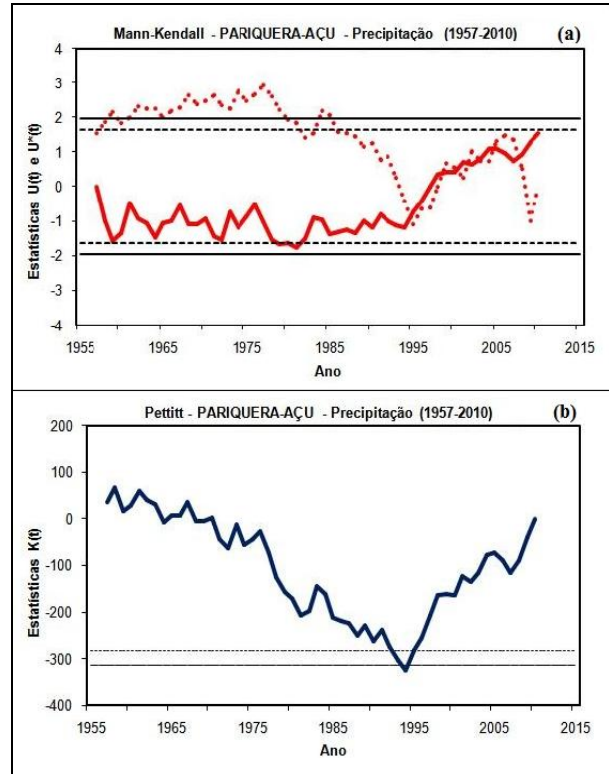 Mann-Kendall - PARIQUERA-AÇU - Precipitação (1957-2010) (a)
Estatísticas U(t) e U*(t)
4
3
2
1
0
-1
-2
-3
-4
1955 1965 1975 1985 1995 2005 2015
Ano
Pettitt - PARIQUERA-AÇU - Precipitação (1957-2010) (b)
Estatísticas K(t)
200
100
0
-100
-200
-300
-400
1955 1965 1975 1985 1995 2005 2015
Ano